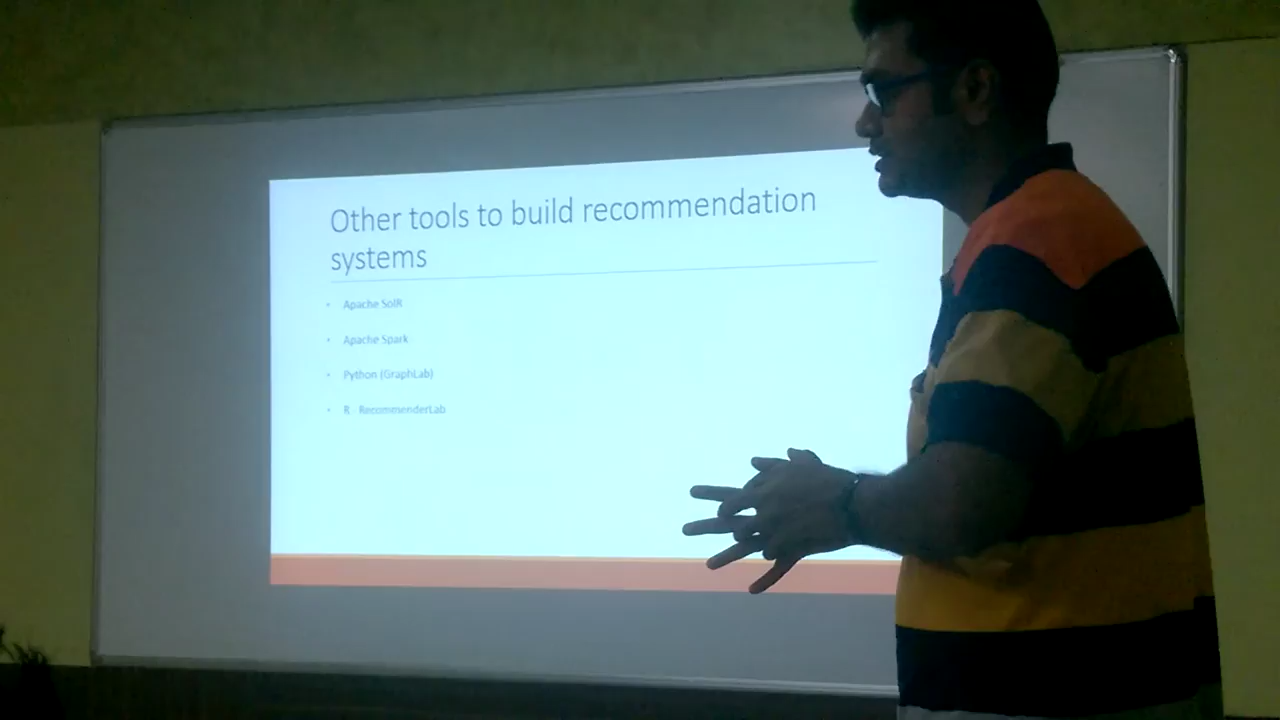 Other tools to build recommendation
systems
• Apache SolR
• Apache Spark
• Python (GraphLab)
• R RecommenderLab